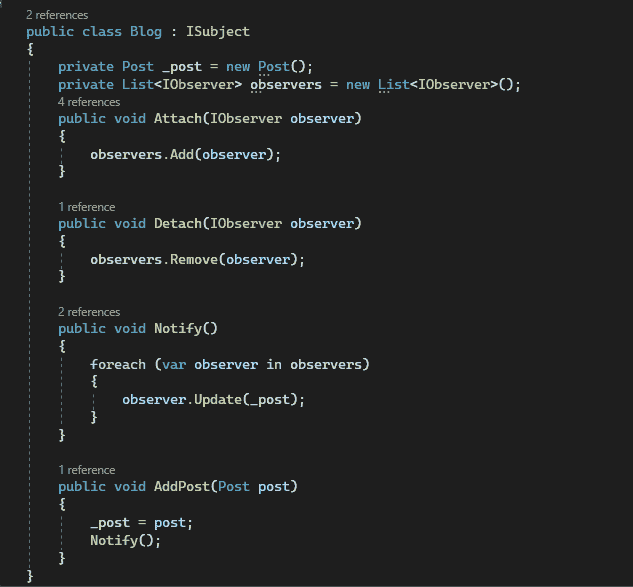 2 references
public class Blog : ISubject
{
private Post _post = new Post();
private List<IObserver> observers = new List<IObserver>();
4 references
public void Attach(IObserver observer)
{
observers.Add(observer);
}
1 reference
public void Detach(IObserver observer)
{
observers.Remove(observer);
}
2 references
public void Notify()
{
foreach (var observer in observers)
{
observer.Update(_post);
}
}
1 reference
public void AddPost(Post post)
{
_post = post;
Notify();
}
}